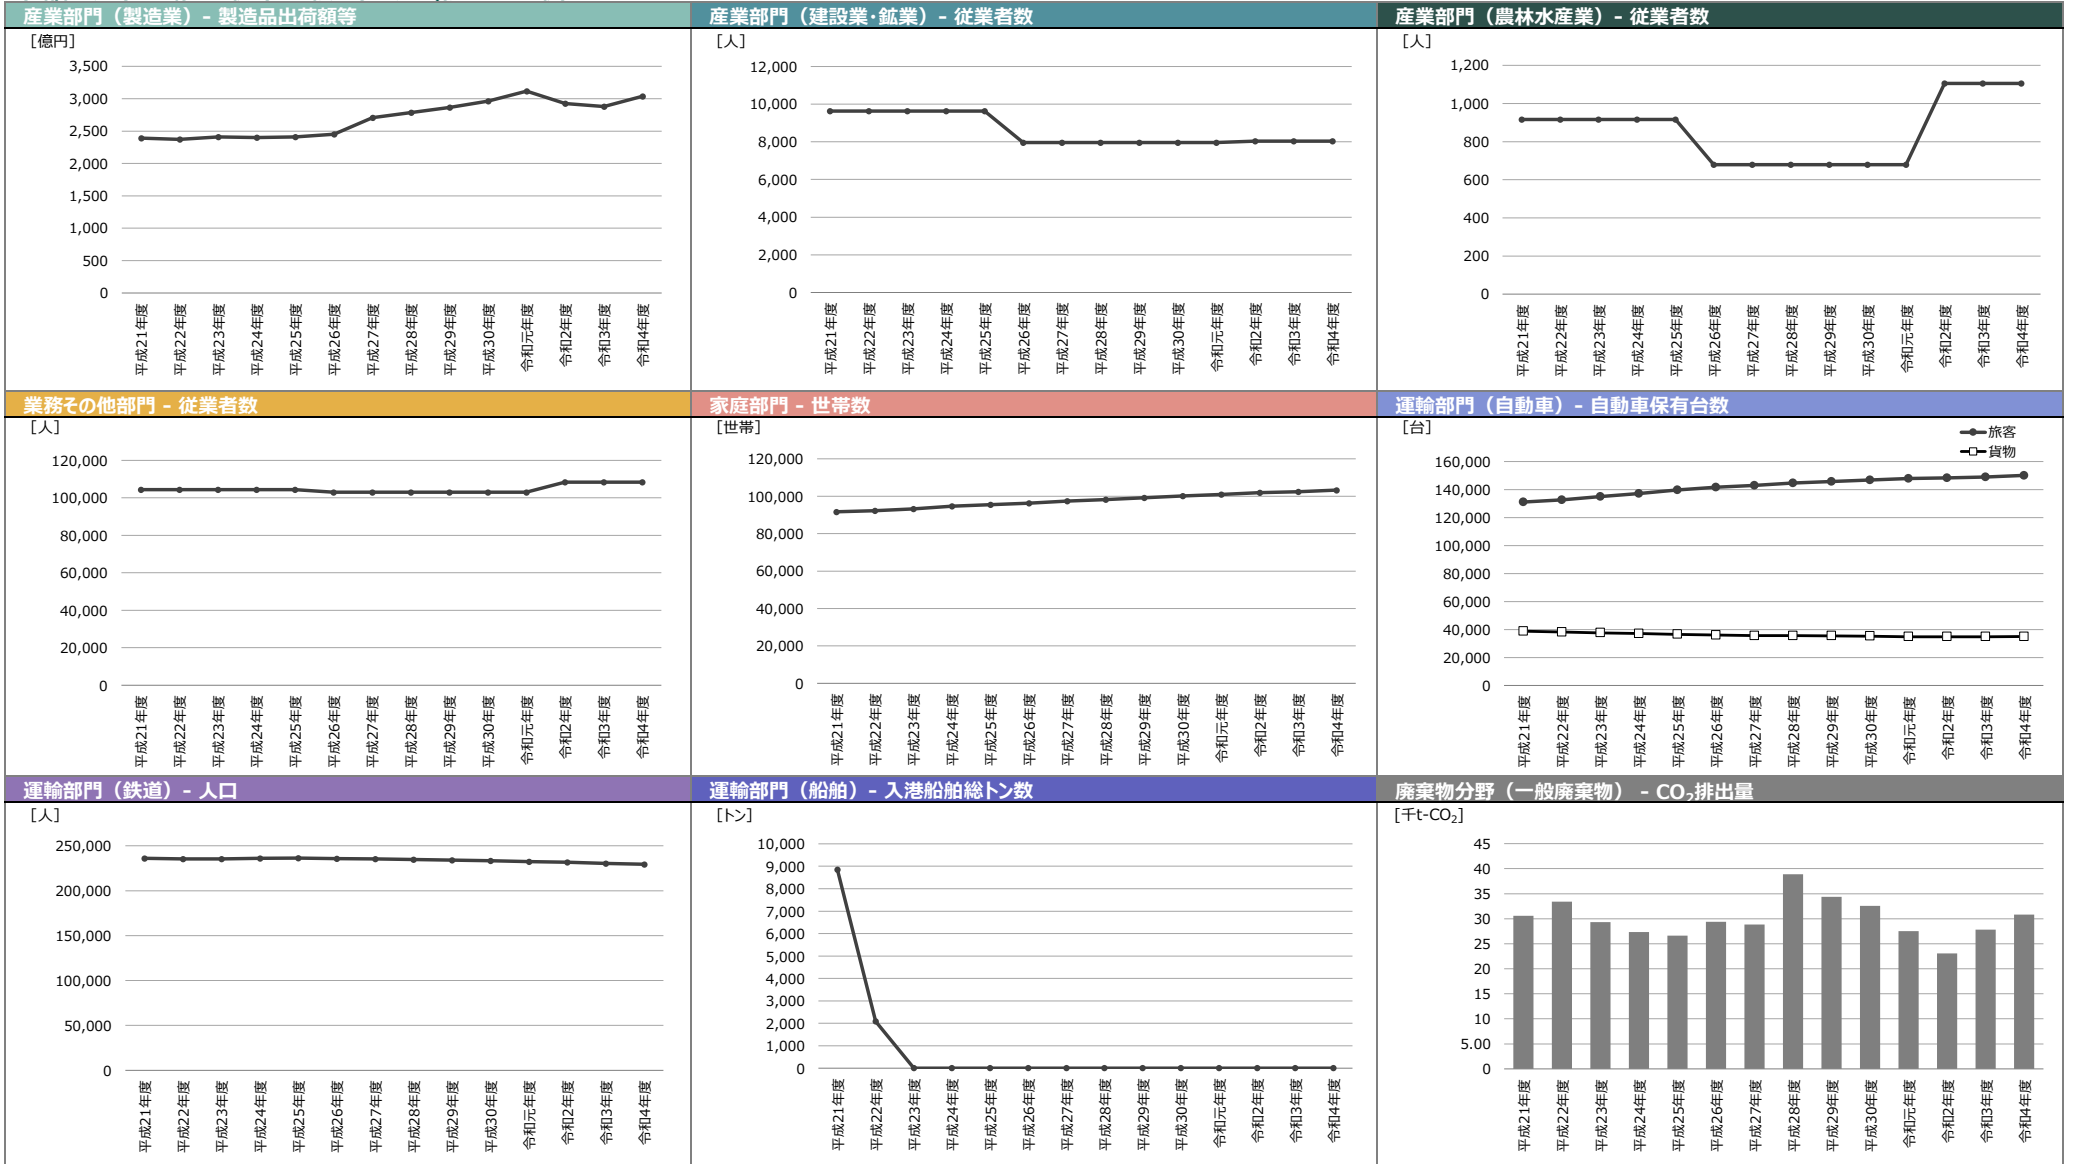 産業部門（製造業）- 製造品出荷額等
[億円]
3,500
3,000
2,500
2,000
1,500
1,000
500
0
平成21年度
平成22年度
平成23年度
平成24年度
平成25年度
平成26年度
平成27年度
平成28年度
平成29年度
平成30年度
令和元年度
令和2年度
令和3年度
令和4年度
産業部門（建設業･鉱業）- 従業者数
[人]
12,000
10,000
8,000
6,000
4,000
2,000
0
平成21年度
平成22年度
平成23年度
平成24年度
平成25年度
平成26年度
平成27年度
平成28年度
平成29年度
平成30年度
令和元年度
令和2年度
令和3年度
令和4年度
産業部門（農林水産業）- 従業者数
[人]
1,200
1,000
800
600
400
200
0
平成21年度
平成22年度
平成23年度
平成24年度
平成25年度
平成26年度
平成27年度
平成28年度
平成29年度
平成30年度
令和元年度
令和2年度
令和3年度
令和4年度
業務その他部門 - 従業者数
[人]
120,000
100,000
80,000
60,000
40,000
20,000
0
平成21年度
平成22年度
平成23年度
平成24年度
平成25年度
平成26年度
平成27年度
平成28年度
平成29年度
平成30年度
令和元年度
令和2年度
令和3年度
令和4年度
家庭部門 - 世帯数
[世帯]
120,000
100,000
80,000
60,000
40,000
20,000
0
平成21年度
平成22年度
平成23年度
平成24年度
平成25年度
平成26年度
平成27年度
平成28年度
平成29年度
平成30年度
令和元年度
令和2年度
令和3年度
令和4年度
運輸部門（自動車）- 自動車保有台数
[台]
旅客
貨物
160,000
140,000
120,000
100,000
80,000
60,000
40,000
20,000
0
平成21年度
平成22年度
平成23年度
平成24年度
平成25年度
平成26年度
平成27年度
平成28年度
平成29年度
平成30年度
令和元年度
令和2年度
令和3年度
令和4年度
運輸部門（鉄道）- 人口
[人]
250,000
200,000
150,000
100,000
50,000
0
平成21年度
平成22年度
平成23年度
平成24年度
平成25年度
平成26年度
平成27年度
平成28年度
平成29年度
平成30年度
令和元年度
令和2年度
令和3年度
令和4年度
運輸部門（船舶）- 入港船舶総トン数
[トン]
10,000
9,000
8,000
7,000
6,000
5,000
4,000
3,000
2,000
1,000
0
平成21年度
平成22年度
平成23年度
平成24年度
平成25年度
平成26年度
平成27年度
平成28年度
平成29年度
平成30年度
令和元年度
令和2年度
令和3年度
令和4年度
廃棄物分野（一般廃棄物） - CO₂排出量
[千t-CO₂]
45
40
35
30
25
20
15
10
5.00
0
平成21年度
平成22年度
平成23年度
平成24年度
平成25年度
平成26年度
平成27年度
平成28年度
平成29年度
平成30年度
令和元年度
令和2年度
令和3年度
令和4年度